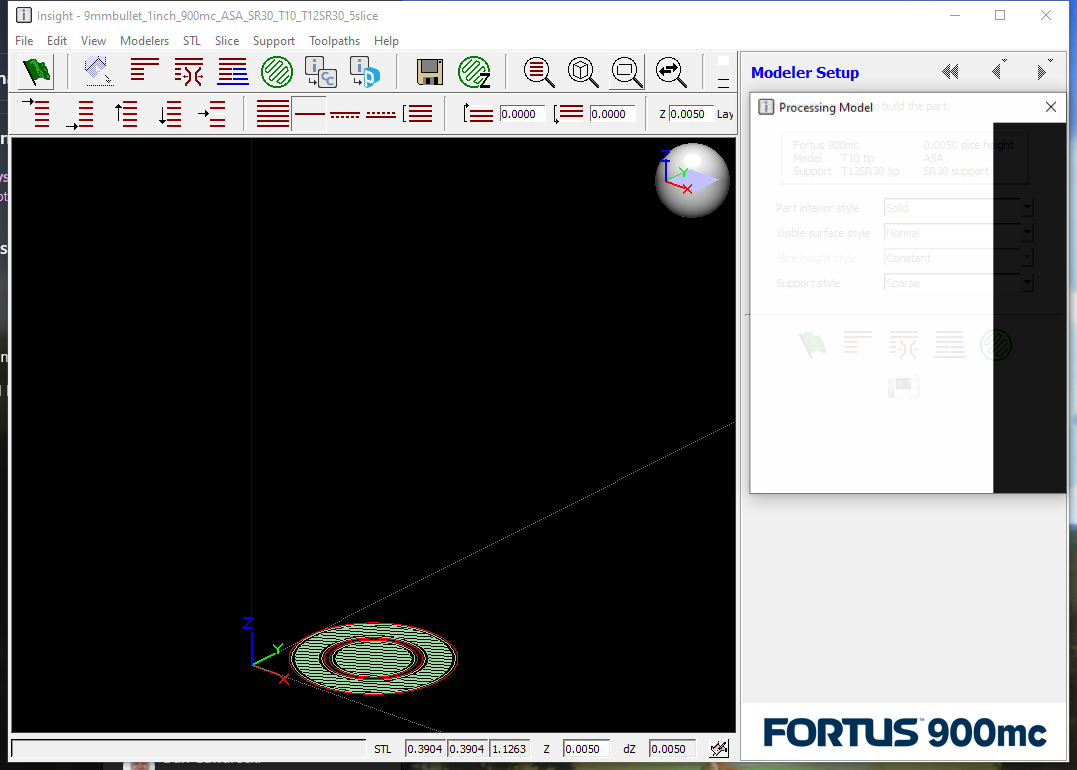 Insight - 9mmbullet_1inch_900mc_ASA_SR30_T10_T12SR30_5slice
File Edit View Modelers STL Slice Support Toolpaths Help
0.0000 0.0000 Z 0.0050 Lay
Modeler Setup
Processing Model
to build the part.
Fortus 900mc 0.0050 slice height
Model T10 tip ASA
Support T12SR30 tip SR30 support
Part interior style Solid
Visible surface style Normal
Slice height style Constant
Support style Sparse
Z
Y
X
Z
Y
X
STL 0.3904 0.3904 1.1263 Z 0.0050 dZ 0.0050
FORTUS 900mc